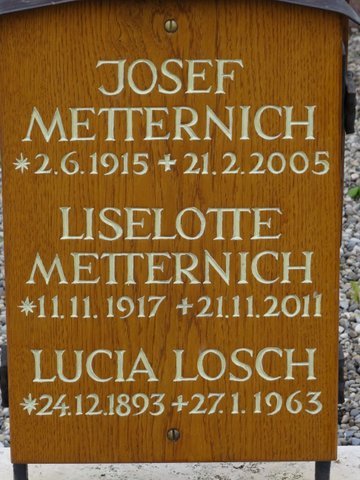 JOSEF
METTERNICH
*2.6.1915 + 21.2.2005
LISELOTTE
METTERNICH
*11.11.1917 + 21.11.2011
LUCIA LOSCH
*24.12.1893 + 27.1.1963